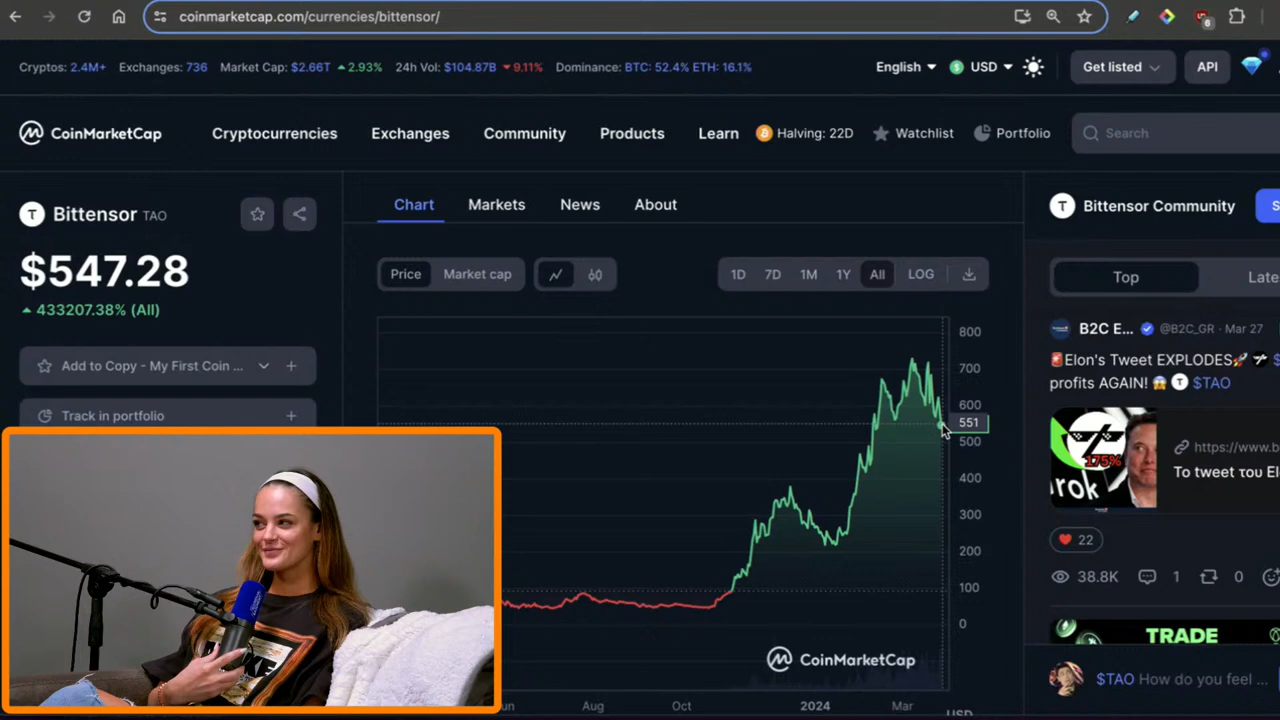 coinmarketcap.com/currencies/bittensor/
6
Cryptos: 2.4M+ Exchanges: 736 Market Cap: $2.66T 2.93% 24h Vol: $104.87B 9.11% Dominance: BTC: 52.4% ETH: 16.1%
English USD Get listed API
CoinMarketCap Cryptocurrencies Exchanges Community Products Learn Halving: 22D Watchlist Portfolio Search
T Bittensor TAO
$547.28
433207.38% (All)
Add to Copy - My First Coin ...
Track in portfolio
Chart Markets News About
Price Market cap 1D 7D 1M 1Y All LOG
800
700
600
551
500
400
300
200
100
0
CoinMarketCap
Aug Oct 2024 Mar
USD
T Bittensor Community S
Top Late
B2C E... @B2C_GR · Mar 27
Elon's Tweet EXPLODES
profits AGAIN! T $TAO
175%
rok
https://www.b
To tweet του El
22
38.8K 1 0
TRADE
$TAO How do you feel ...